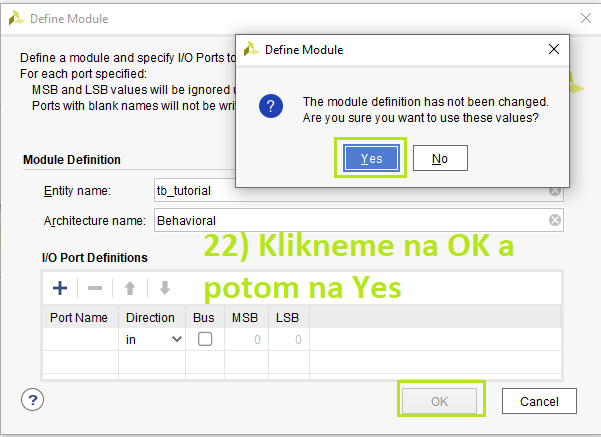 Define Module
Define a module and specify I/O Ports to
For each port specified:
MSB and LSB values will be ignored
Ports with blank names will not be
Define Module
The module definition has not been changed.
Are you sure you want to use these values?
Yes
No
Module Definition
Entity name:
tb_tutorial
Architecture name:
Behavioral
22) Klikneme na OK a
potom na Yes
I/O Port Definitions
Port Name Direction Bus MSB LSB
in 0 0
?
OK
Cancel